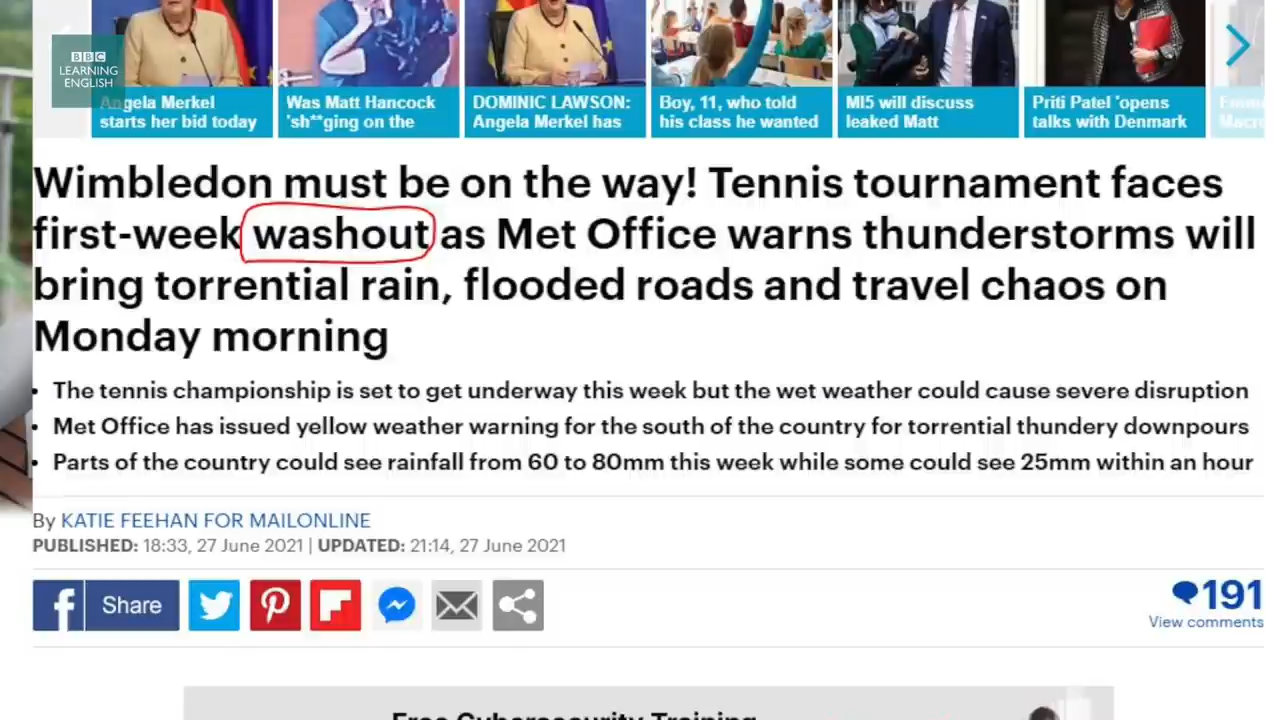 BBC
LEARNING
ENGLISH
Angela Merkel
starts her bid today
Was Matt Hancock
'sh**ging on the
DOMINIC LAWSON:
Angela Merkel has
Boy, 11, who told
his class he wanted
MI5 will discuss
leaked Matt
Priti Patel 'opens
talks with Denmark
Wimbledon must be on the way! Tennis tournament faces
first-week washout as Met Office warns thunderstorms will
bring torrential rain, flooded roads and travel chaos on
Monday morning
• The tennis championship is set to get underway this week but the wet weather could cause severe disruption
• Met Office has issued yellow weather warning for the south of the country for torrential thundery downpours
• Parts of the country could see rainfall from 60 to 80mm this week while some could see 25mm within an hour
By KATIE FEEHAN FOR MAILONLINE
PUBLISHED: 18:33, 27 June 2021 | UPDATED: 21:14, 27 June 2021
Share
191
View comments
Free Cybersecurity Training